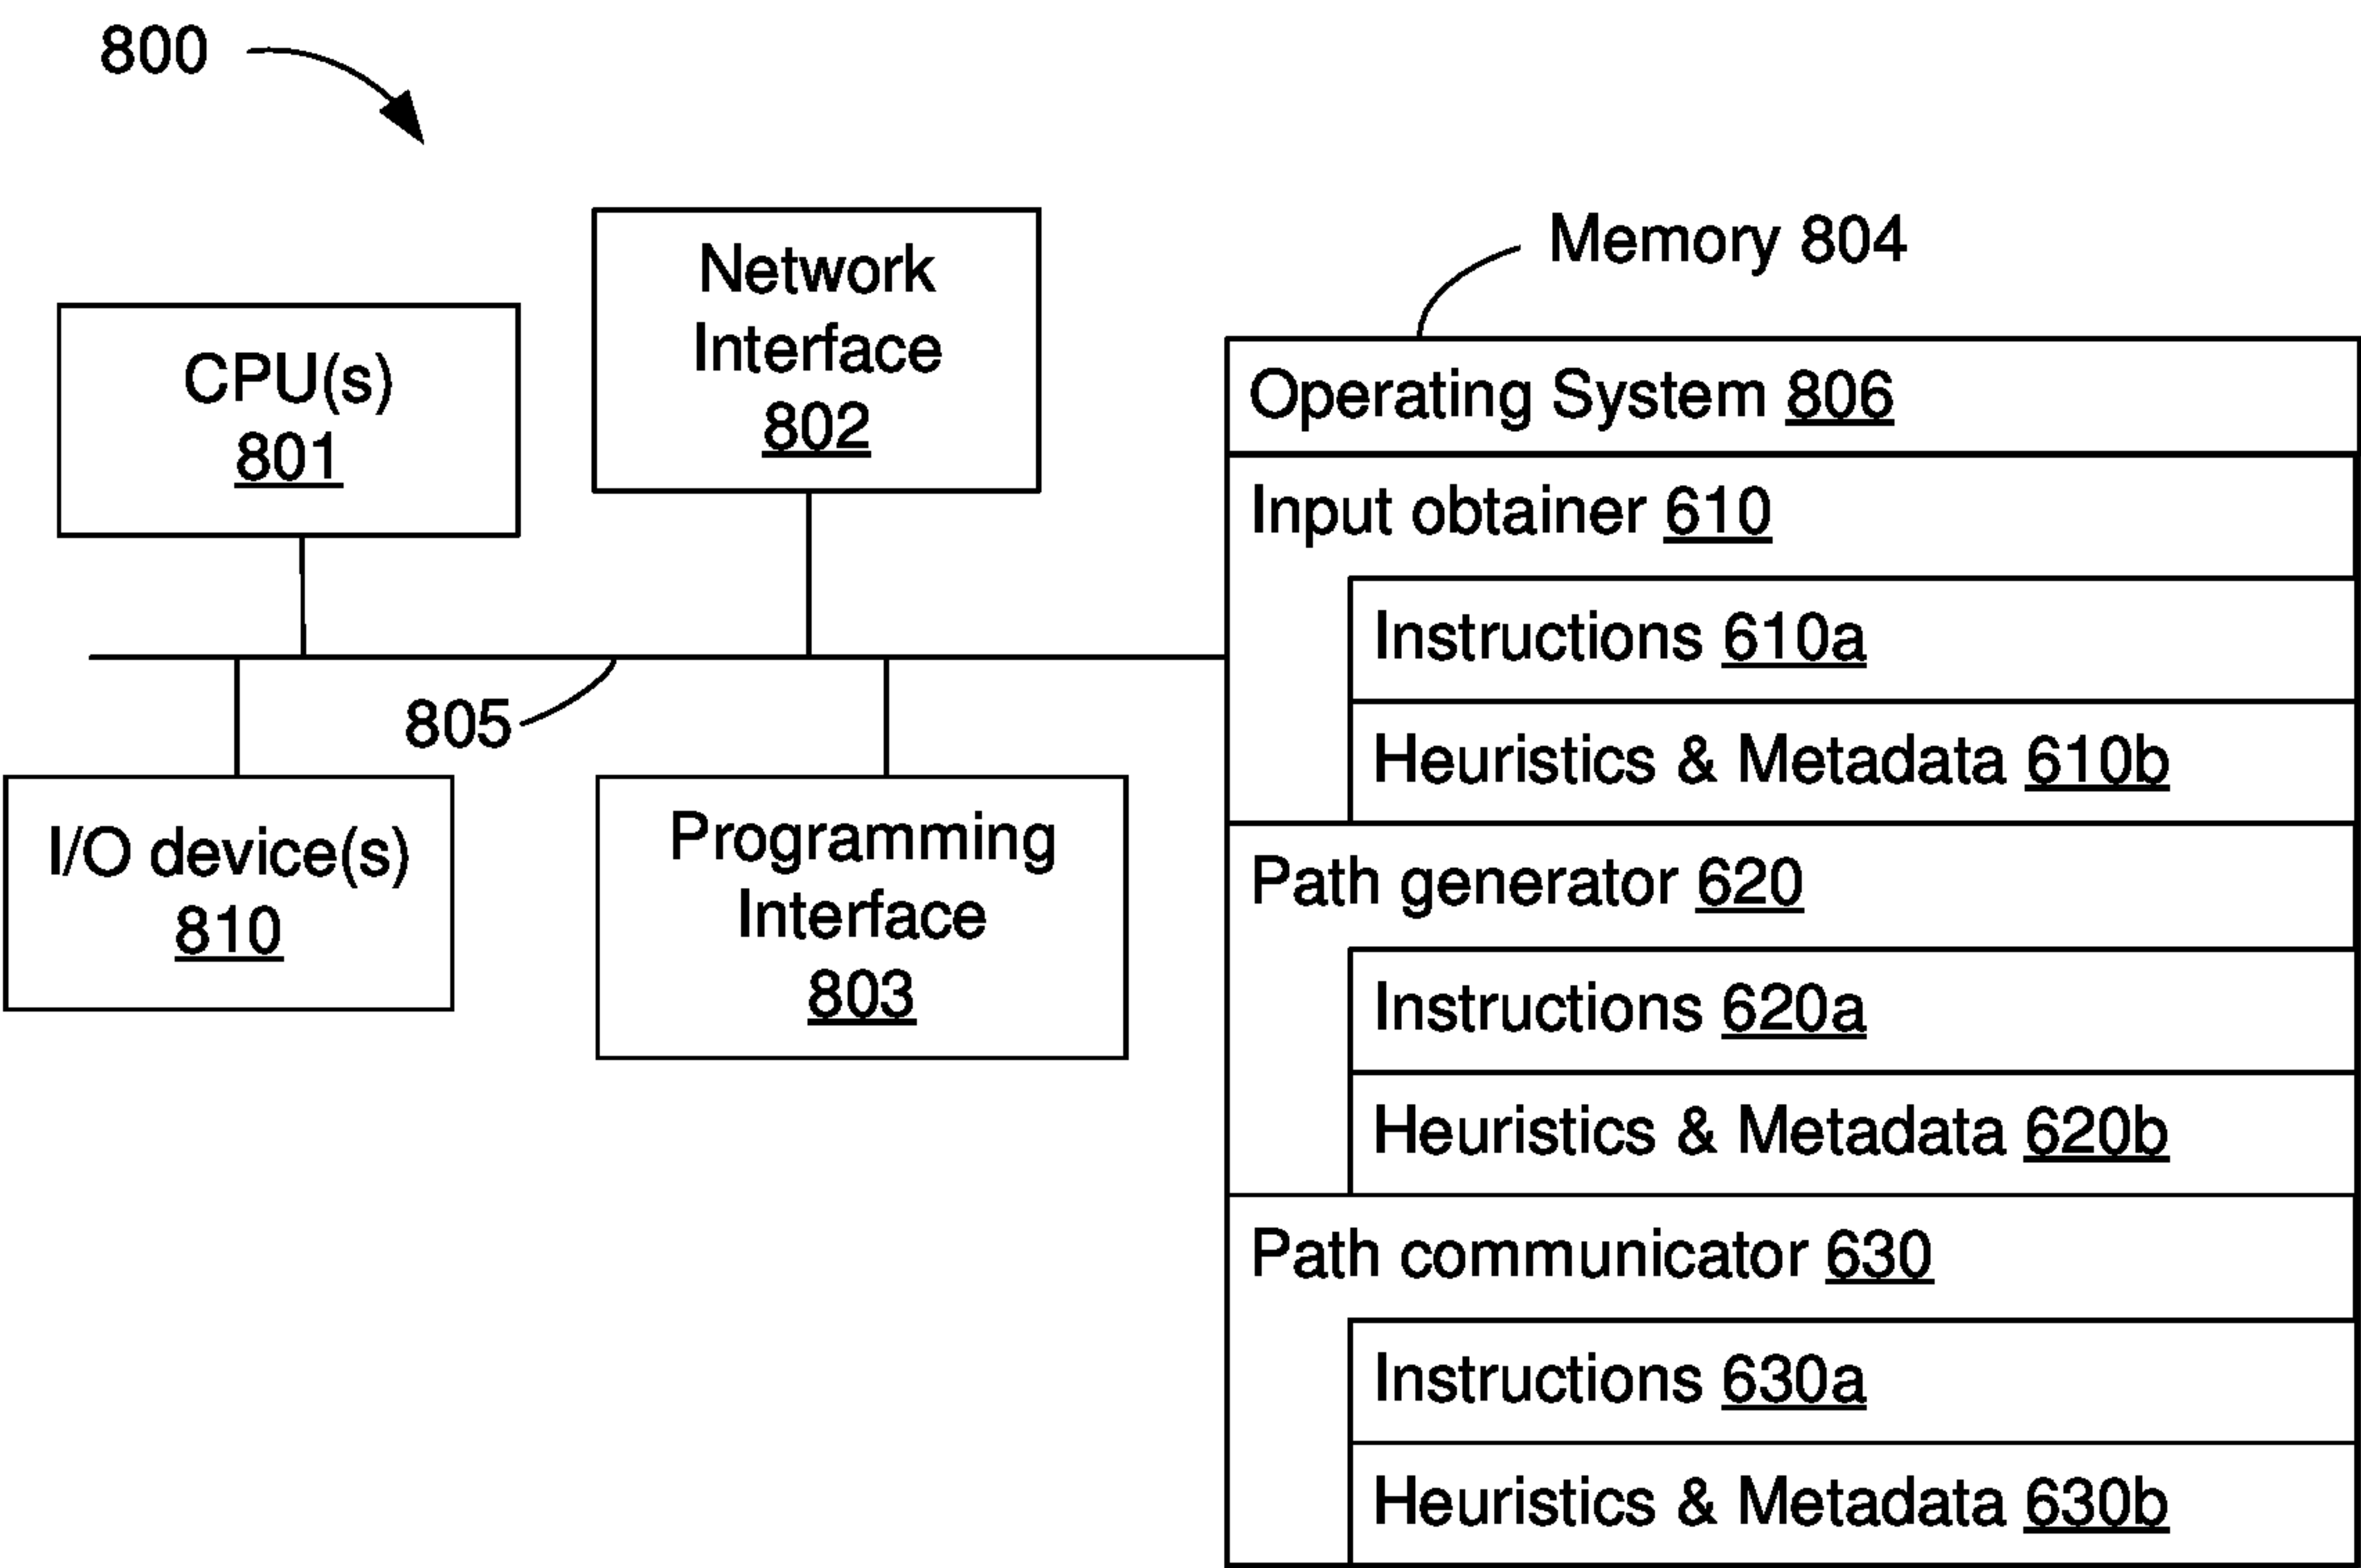 800
Network
Interface
802
Memory 804
CPU(s)
801
Operating System 806
Input obtainer 610
Instructions 610a
805
Heuristics & Metadata 610b
I/O device(s)
810
Programming
Interface
803
Path generator 620
Instructions 620a
Heuristics & Metadata 620b
Path communicator 630
Instructions 630a
Heuristics & Metadata 630b